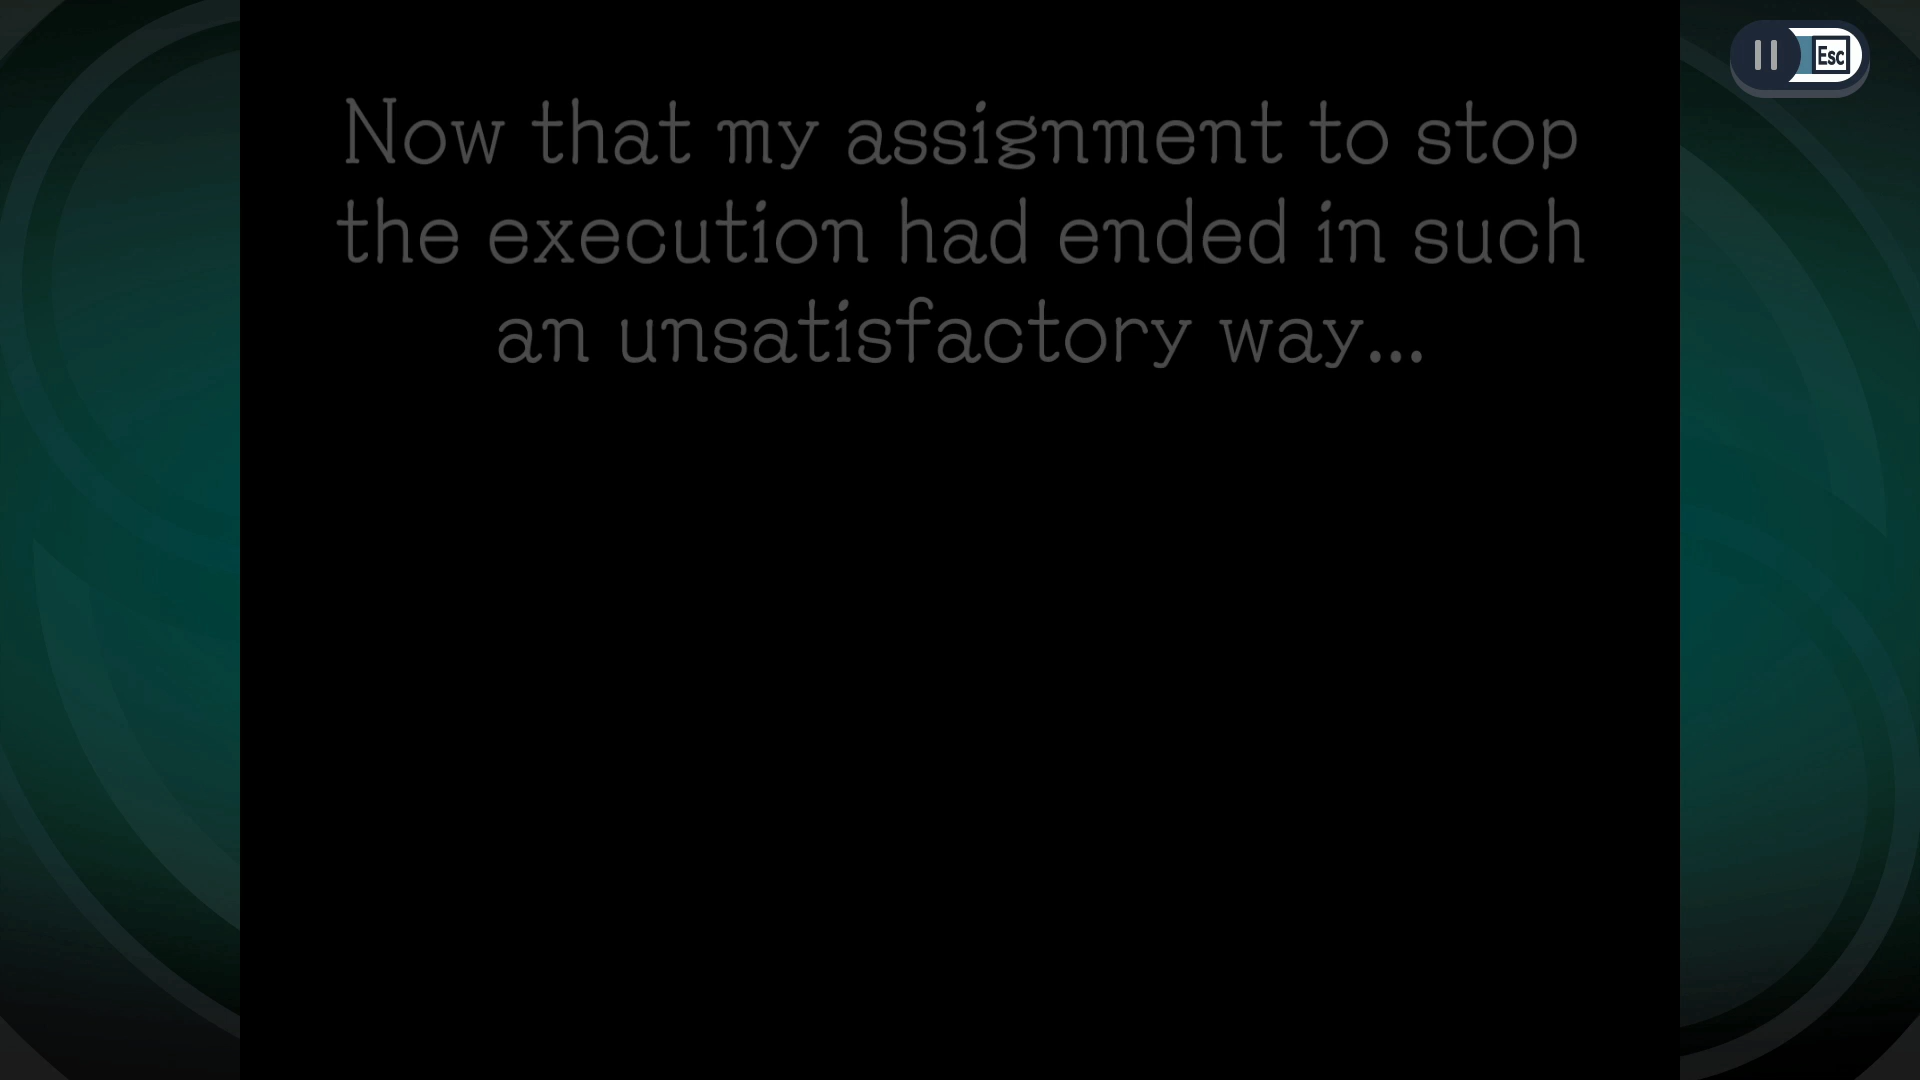 Now that my assignment to stop
the execution had ended in such
an unsatisfactory way...
Esc